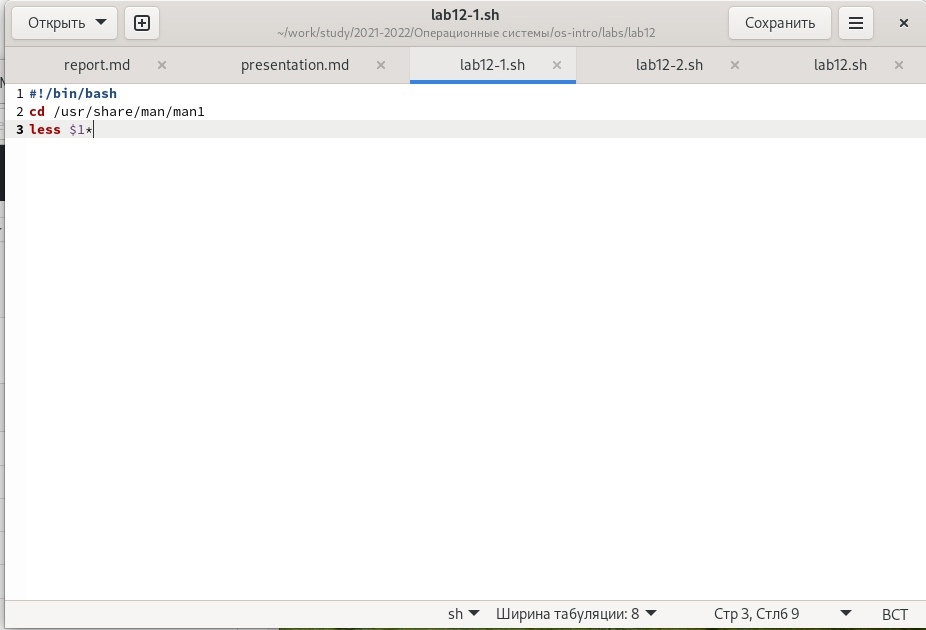 Открыть
lab12-1.sh
~/work/study/2021-2022/Операционные системы/os-intro/labs/lab12
Сохранить
report.md
presentation.md
lab12-1.sh
lab12-2.sh
lab12.sh
1 #!/bin/bash
2 cd /usr/share/man/man1
3 less $1*
sh
Ширина табуляции: 8
Стр 3, Стлб 9
ВСТ